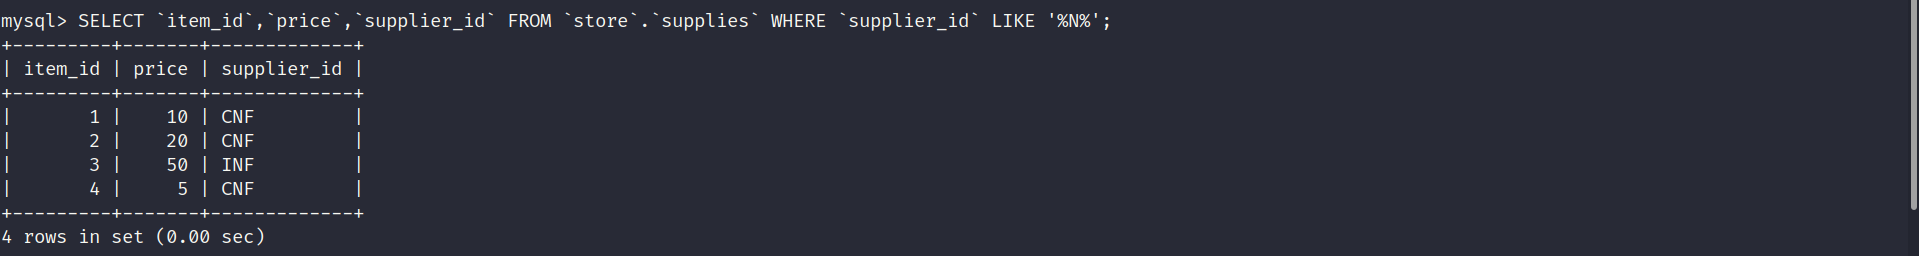 mysql> SELECT `item_id`,`price`,`supplier_id` FROM `store`.`supplies` WHERE `supplier_id` LIKE '%N%';
+---------+-------+-------------+
| item_id | price | supplier_id |
+---------+-------+-------------+
|       1 |    10 | CNF         |
|       2 |    20 | CNF         |
|       3 |    50 | INF         |
|       4 |     5 | CNF         |
+---------+-------+-------------+
4 rows in set (0.00 sec)